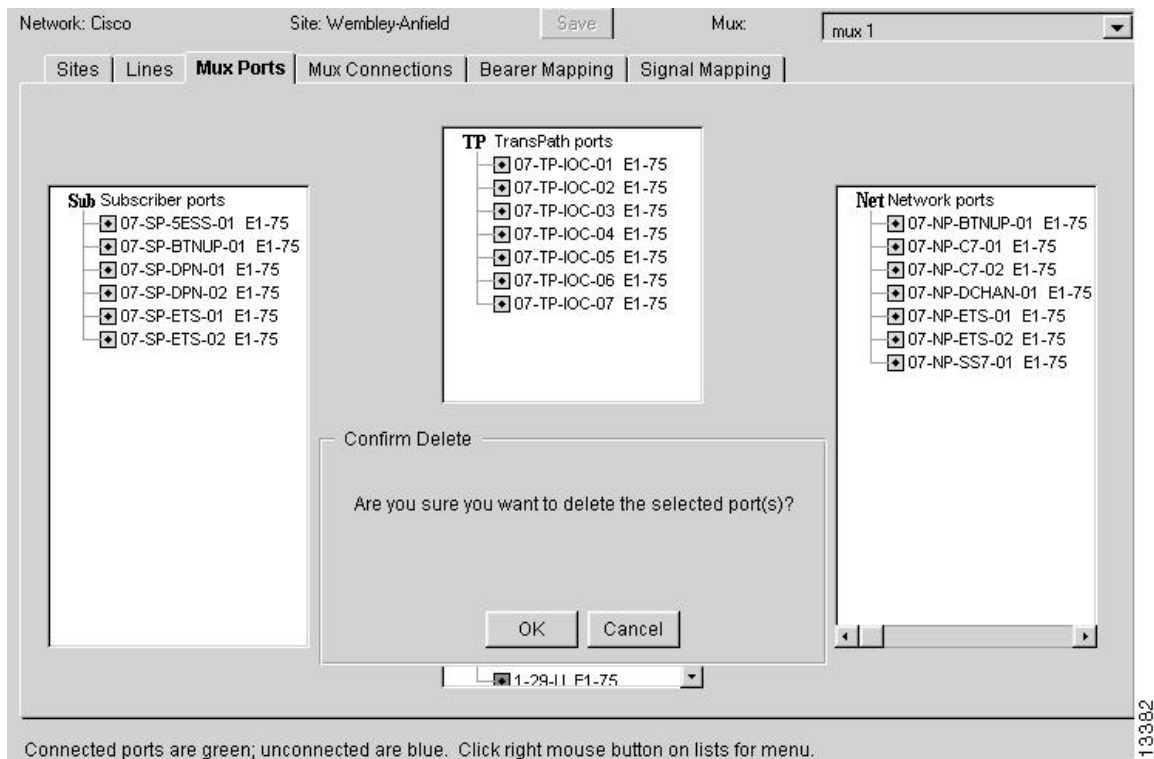 Network: Cisco Site: Wembley-Anfield Save Mux: mux 1
Sites Lines Mux Ports Mux Connections Bearer Mapping Signal Mapping
Sub Subscriber ports
07-SP-5ESS-01 E1-75
07-SP-BTNUP-01 E1-75
07-SP-DPN-01 E1-75
07-SP-DPN-02 E1-75
07-SP-ETS-01 E1-75
07-SP-ETS-02 E1-75
TP TransPath ports
07-TP-IOC-01 E1-75
07-TP-IOC-02 E1-75
07-TP-IOC-03 E1-75
07-TP-IOC-04 E1-75
07-TP-IOC-05 E1-75
07-TP-IOC-06 E1-75
07-TP-IOC-07 E1-75
Net Network ports
07-NP-BTNUP-01 E1-75
07-NP-C7-01 E1-75
07-NP-C7-02 E1-75
07-NP-DCHAN-01 E1-75
07-NP-ETS-01 E1-75
07-NP-ETS-02 E1-75
07-NP-SS7-01 E1-75
Confirm Delete
Are you sure you want to delete the selected port(s)?
OK Cancel
1-29-U E1-75
Connected ports are green; unconnected are blue. Click right mouse button on lists for menu.
13382